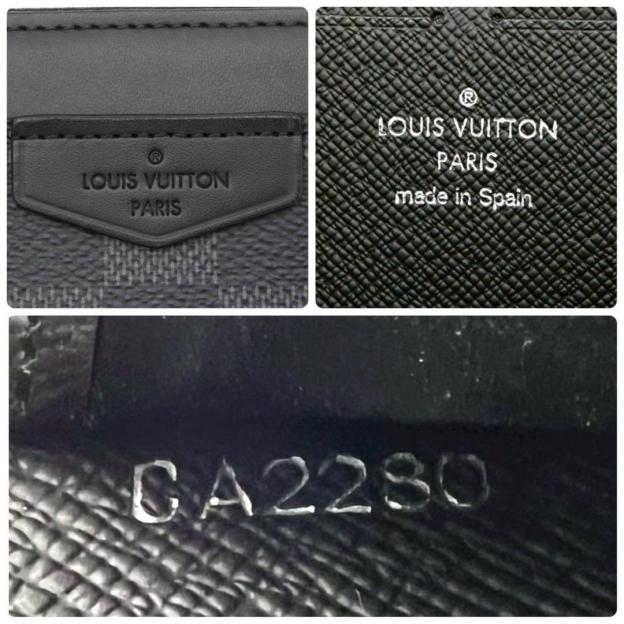 ®
LOUIS VUITTON
PARIS
®
LOUIS VUITTON
PARIS
made in Spain
CA2280